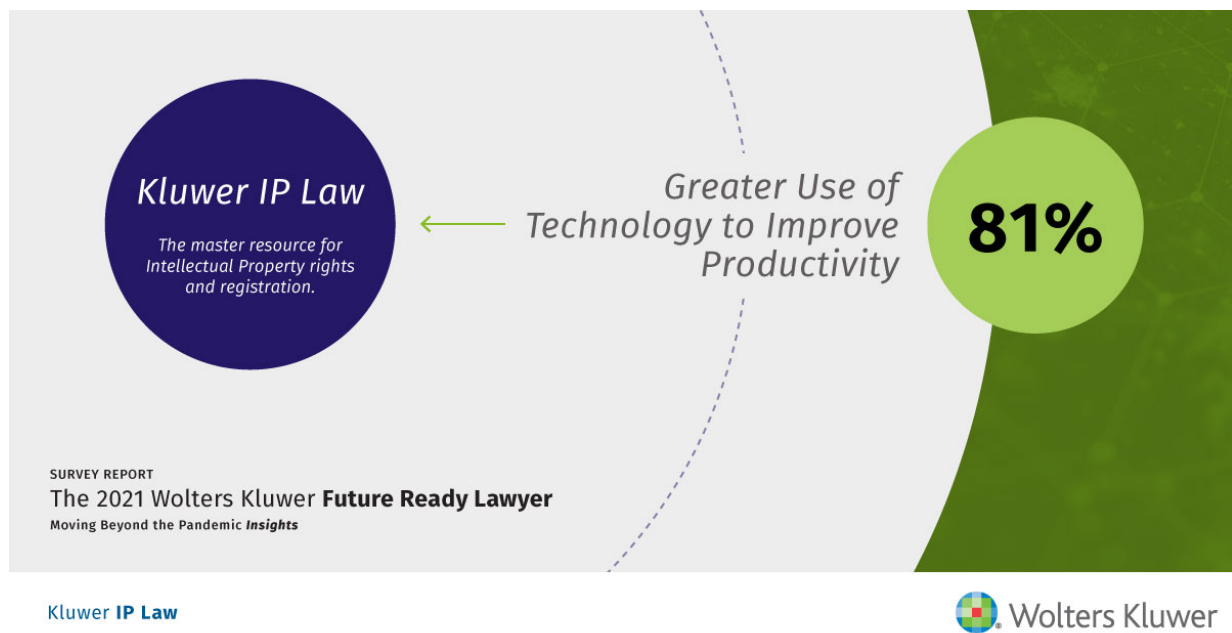 Kluwer IP Law
The master resource for
Intellectual Property rights
and registration.
Greater Use of
Technology to Improve
Productivity
81%
SURVEY REPORT
The 2021 Wolters Kluwer Future Ready Lawyer
Moving Beyond the Pandemic Insights
Kluwer IP Law
Wolters Kluwer